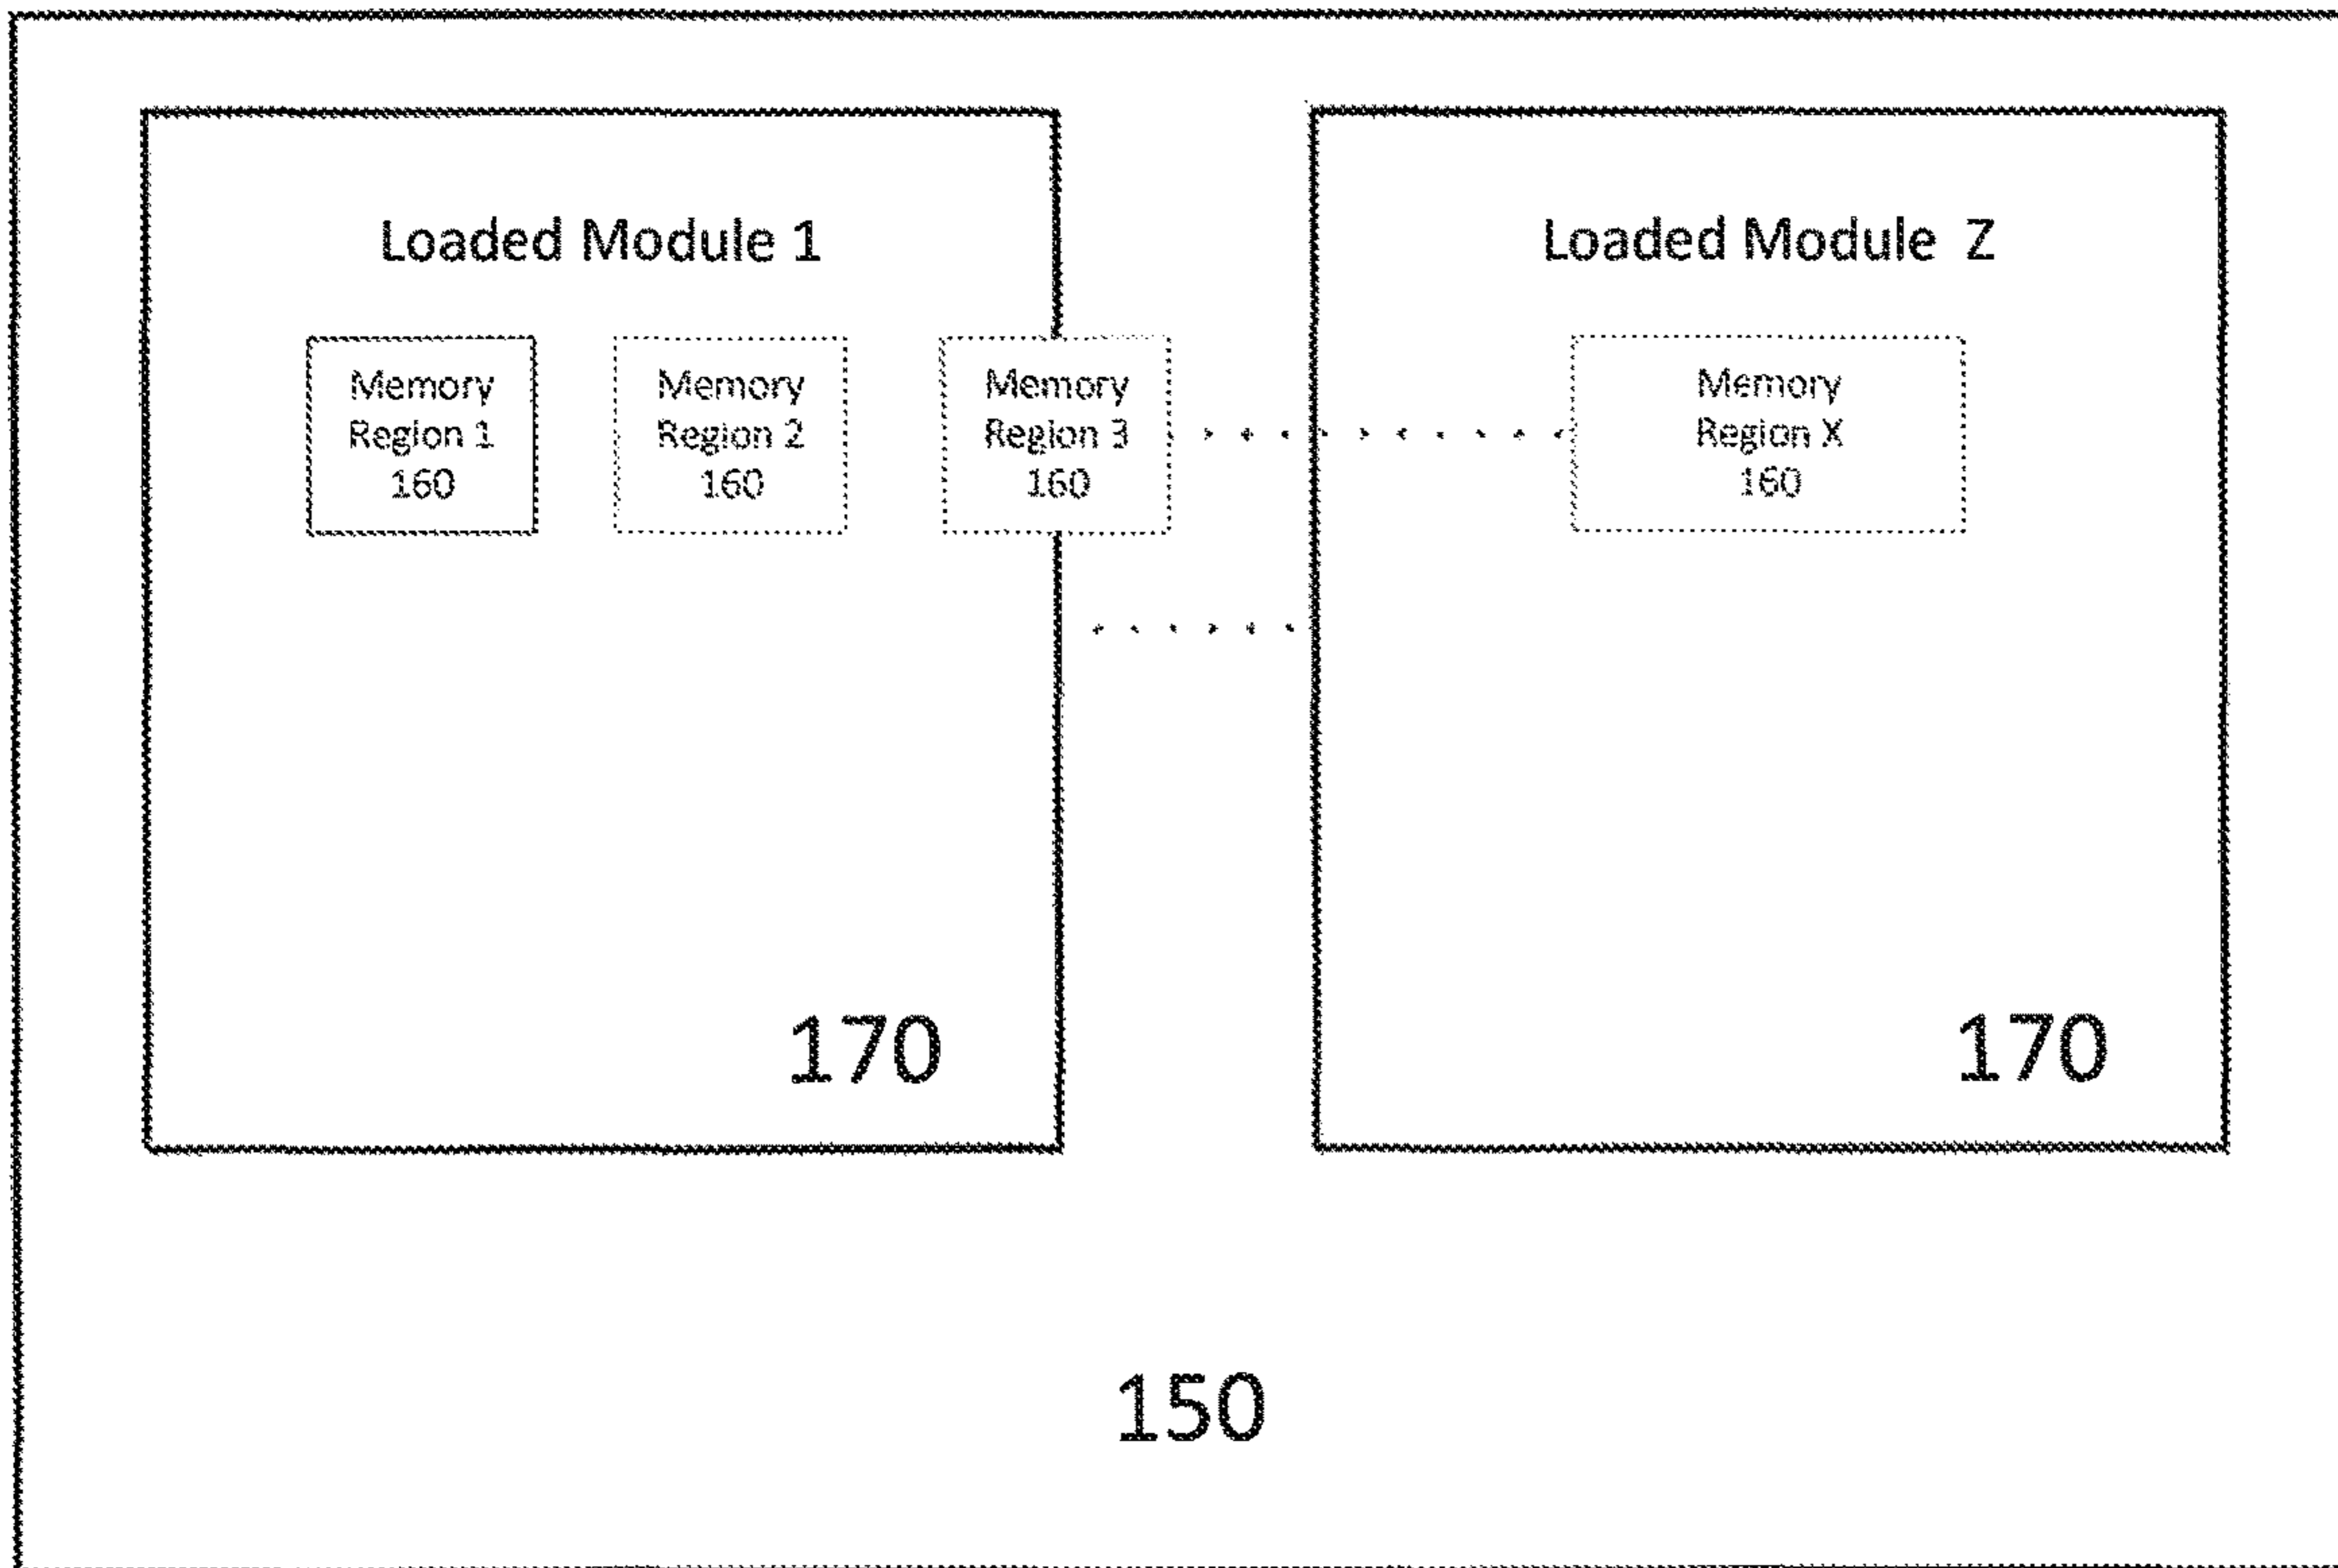 Loaded Module 1
Memory
Region 1
160
Memory
Region 2
160
Memory
Region 3
160
170
Loaded Module Z
Memory
Region X
160
170
150